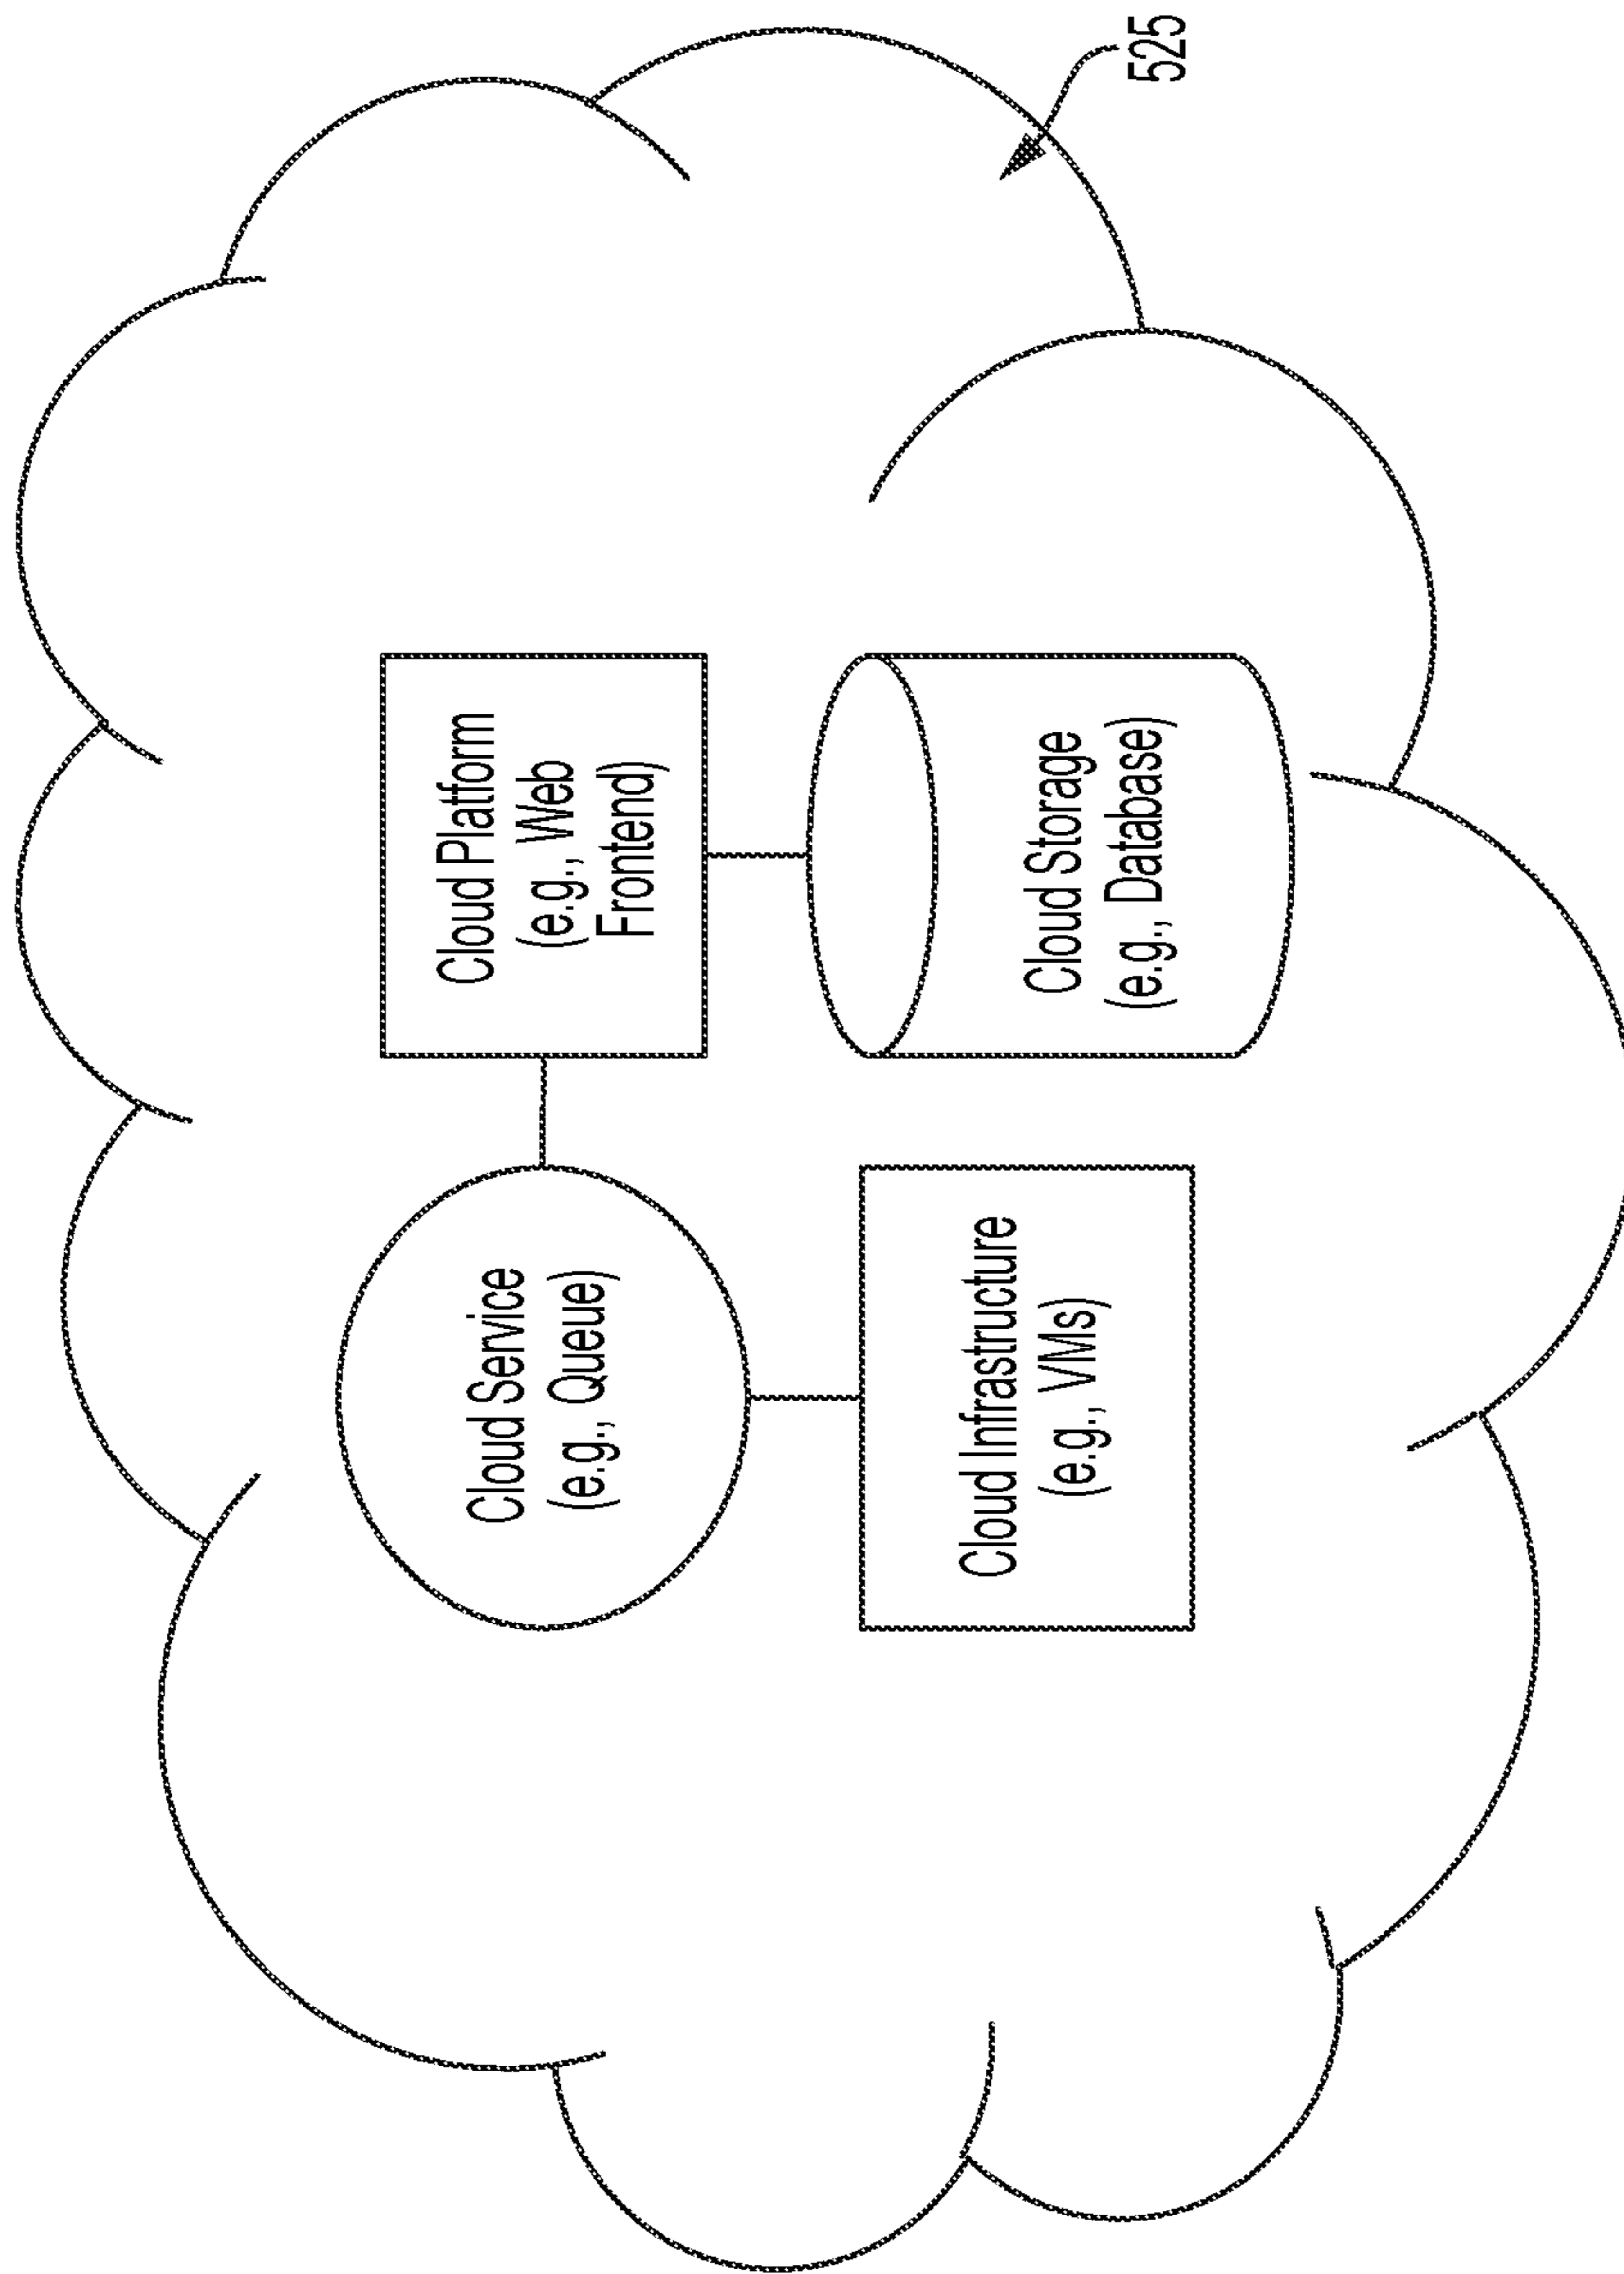 Cloud Service
(e.g., Queue)
Cloud Platform
(e.g., Web
Frontend)
Cloud Infrastructure
(e.g., VMs)
Cloud Storage
(e.g., Database)
525